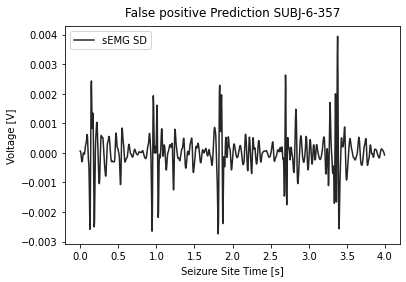 False positive Prediction SUBJ-6-357
sEMG SD
Voltage [V]
0.004
0.003
0.002
0.001
0.000
−0.001
−0.002
−0.003
0.0 0.5 1.0 1.5 2.0 2.5 3.0 3.5 4.0
Seizure Site Time [s]